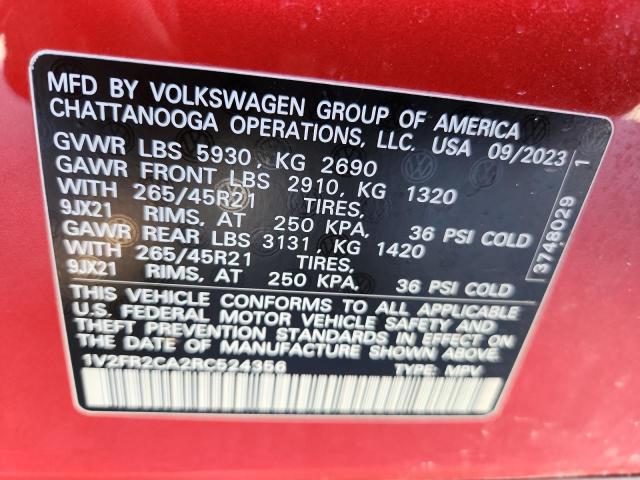 MFD BY VOLKSWAGEN GROUP OF AMERICA
CHATTANOOGA OPERATIONS, LLC. USA 09/2023
GVWR LBS 5930, KG 2690
GAWR FRONT LBS 2910, KG 1320
WITH 265/45R21 TIRES,
9JX21 RIMS, AT 250 KPA, 36 PSI COLD
GAWR REAR LBS 3131, KG 1420
WITH 265/45R21 TIRES,
9JX21 RIMS, AT 250 KPA, 36 PSI COLD
THIS VEHICLE CONFORMS TO ALL APPLICABLE
U.S. FEDERAL MOTOR VEHICLE SAFETY AND
THEFT PREVENTION STANDARDS IN EFFECT ON
THE DATE OF MANUFACTURE SHOWN ABOVE.
1V2FR2CA2RC524356 TYPE: MPV
3748029 1